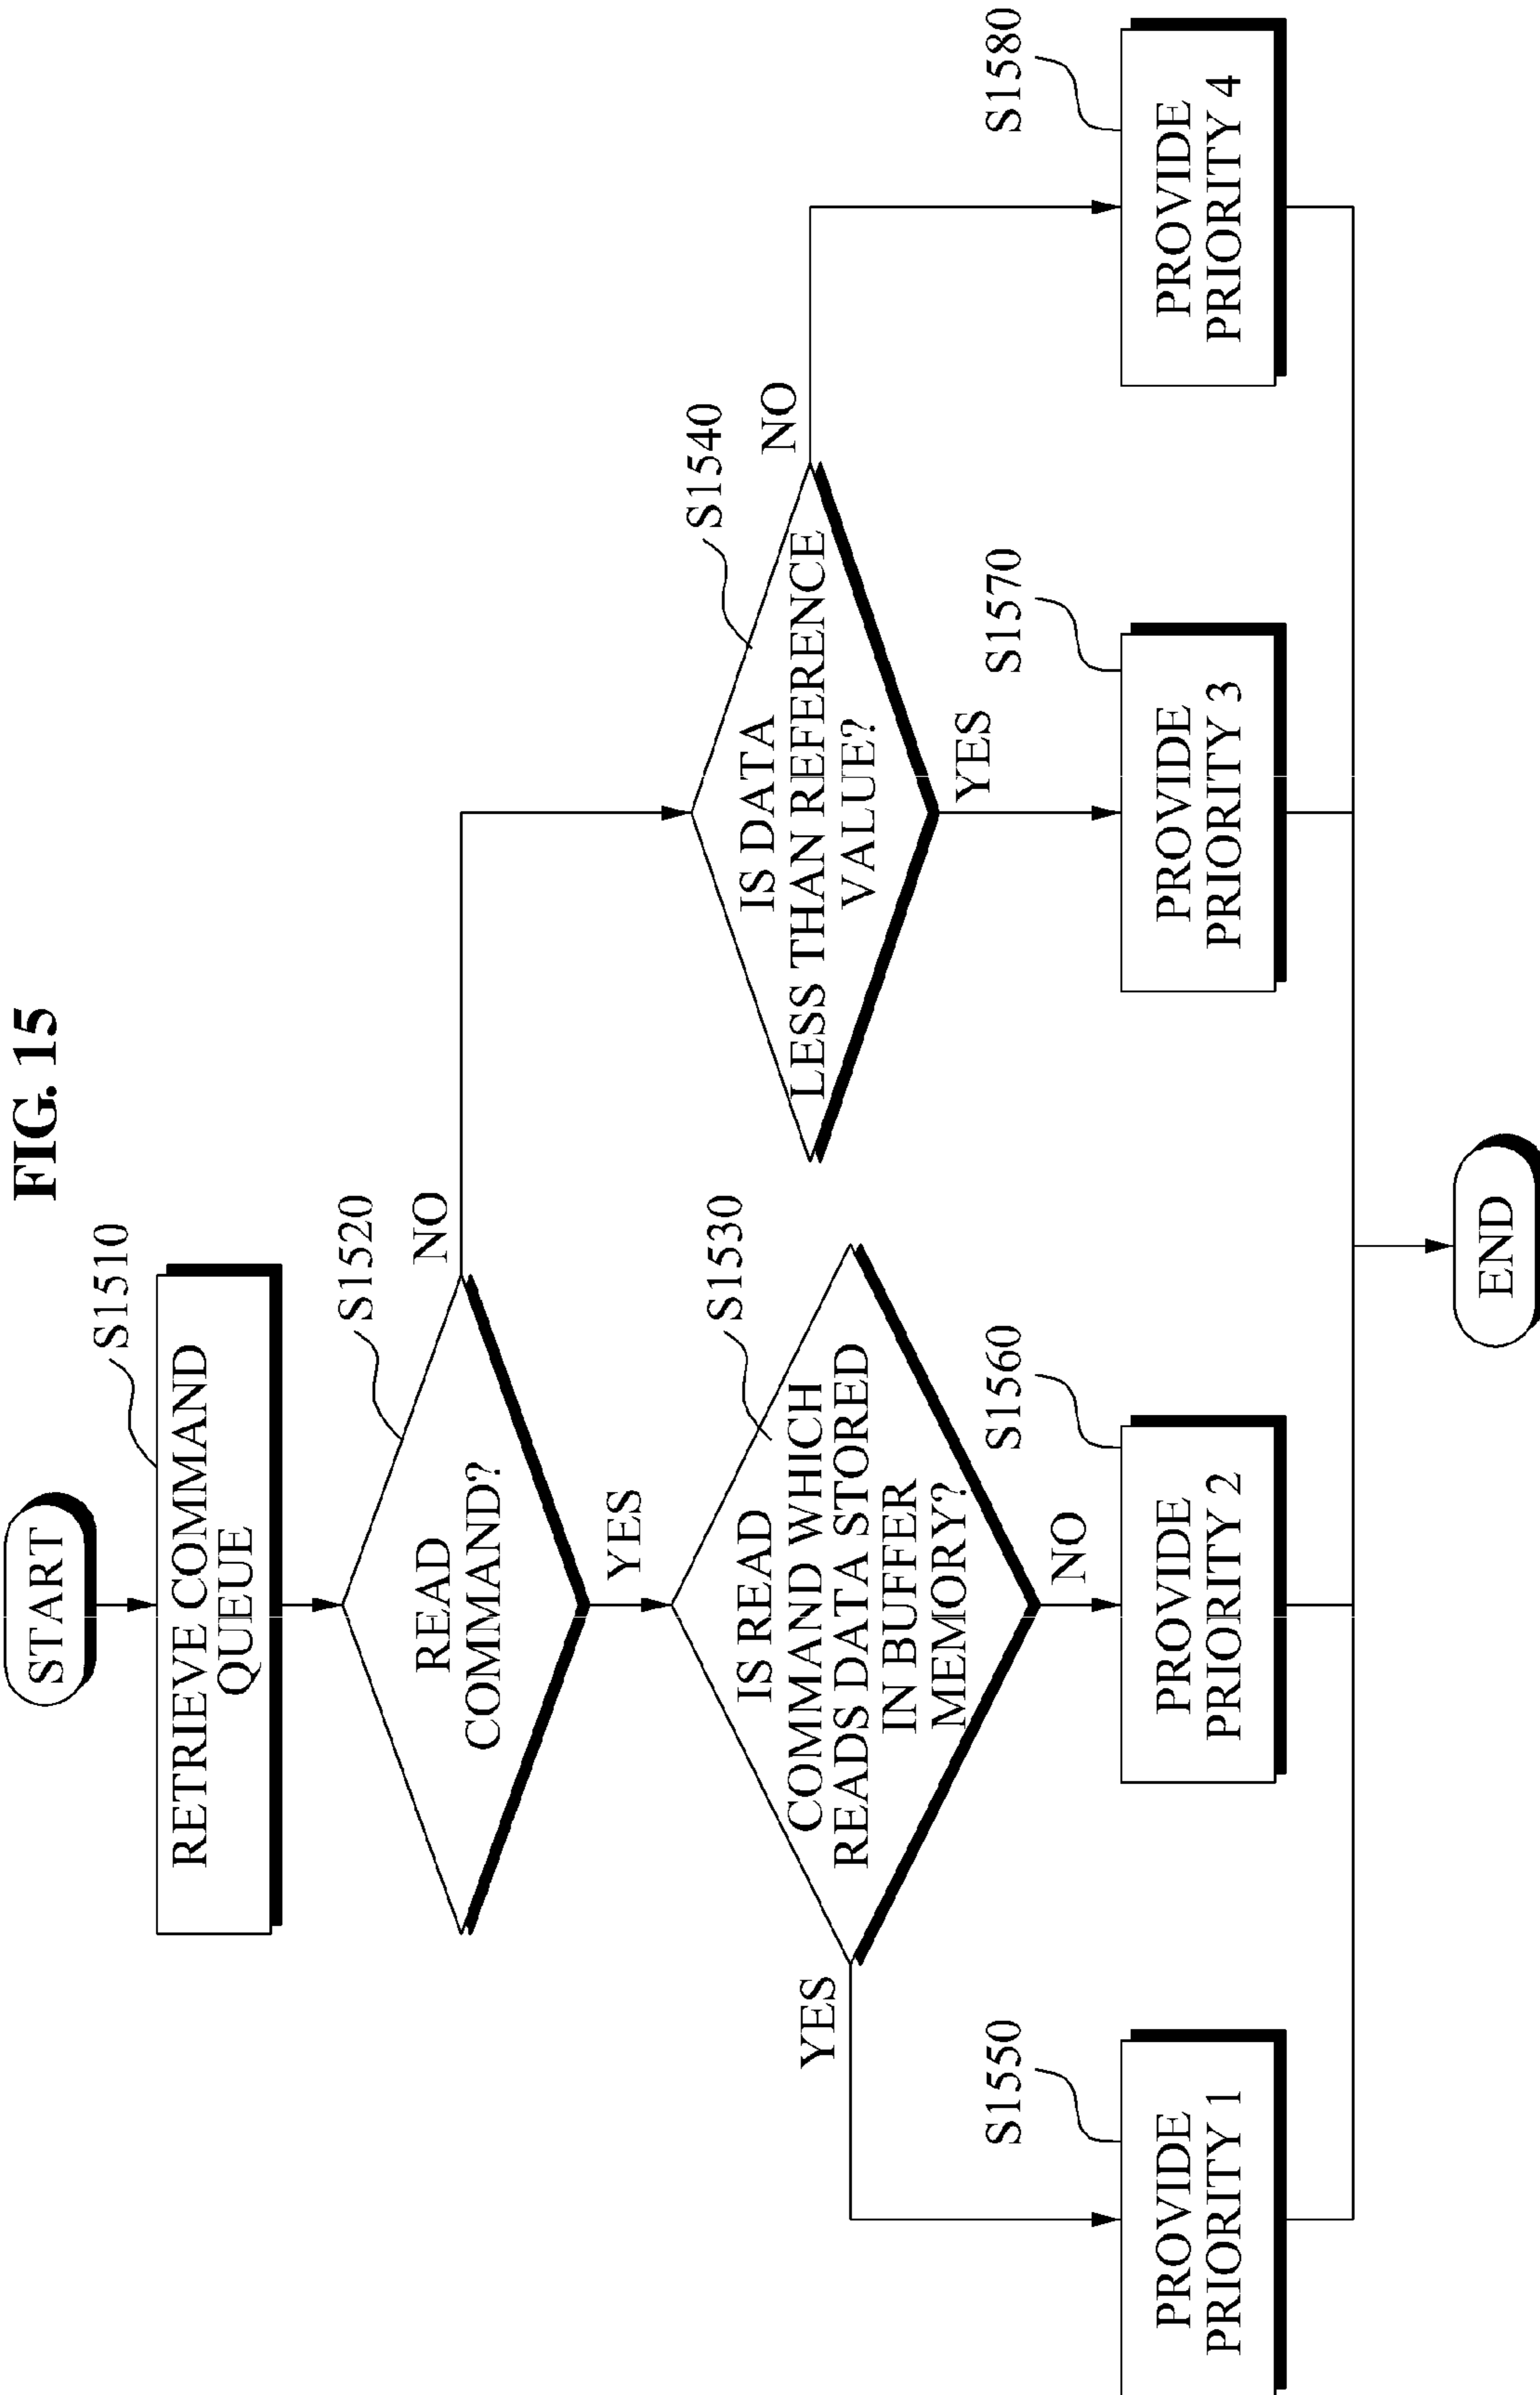 FIG. 15
START
S1510
RETRIEVE COMMAND
QUEUE
S1520
READ
COMMAND?
NO
YES
S1530
IS READ
COMMAND WHICH
READS DATA STORED
IN BUFFER
MEMORY?
YES
NO
S1540
IS DATA
LESS THAN REFERENCE
VALUE?
NO
YES
S1550
PROVIDE
PRIORITY 1
S1560
PROVIDE
PRIORITY 2
S1570
PROVIDE
PRIORITY 3
S1580
PROVIDE
PRIORITY 4
END